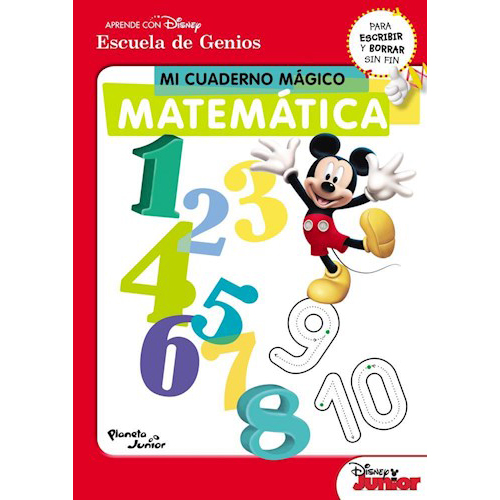 APRENDE CON Disney
Escuela de Genios
PARA
ESCRIBIR
Y BORRAR
SIN FIN
MI CUADERNO MÁGICO
MATEMÁTICA
1
2
3
4
5
6
7
8
9
10
Planeta
Junior
Disney
Junior